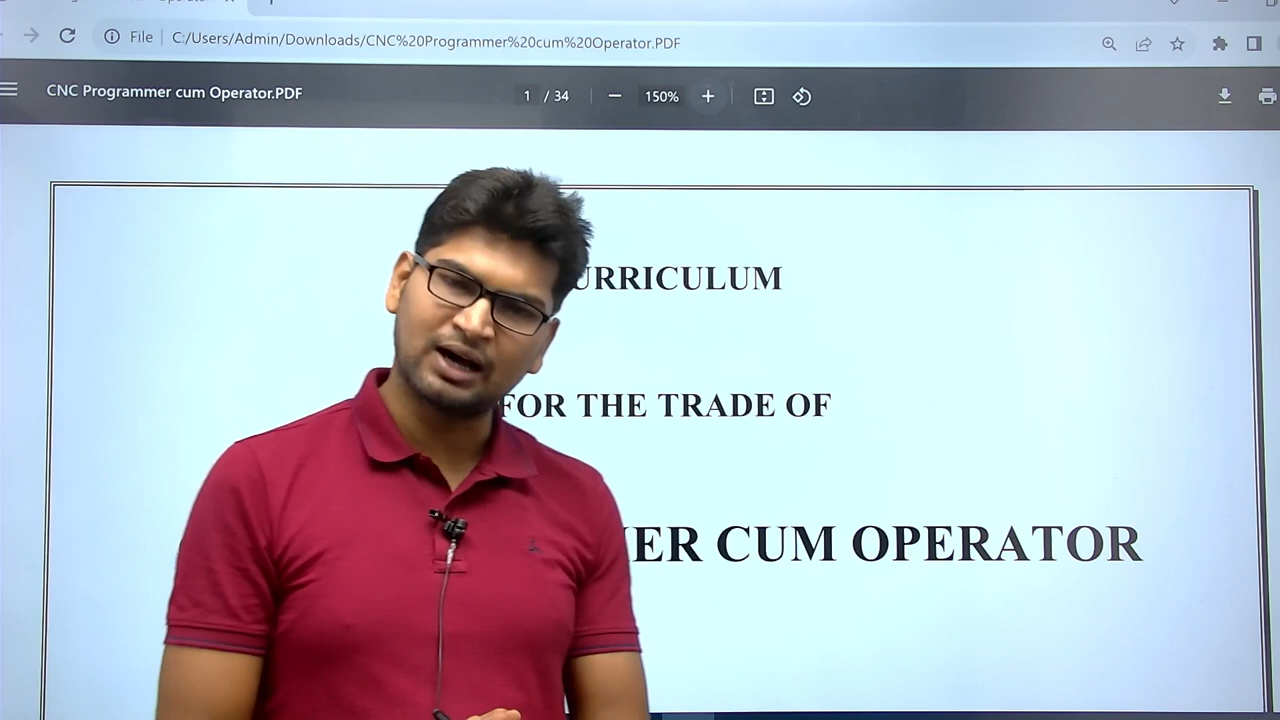 File C:/Users/Admin/Downloads/CNC%20Programmer%20cum%20Operator.PDF
CNC Programmer cum Operator.PDF 1 / 34 150%
URRICULUM
FOR THE TRADE OF
ER CUM OPERATOR